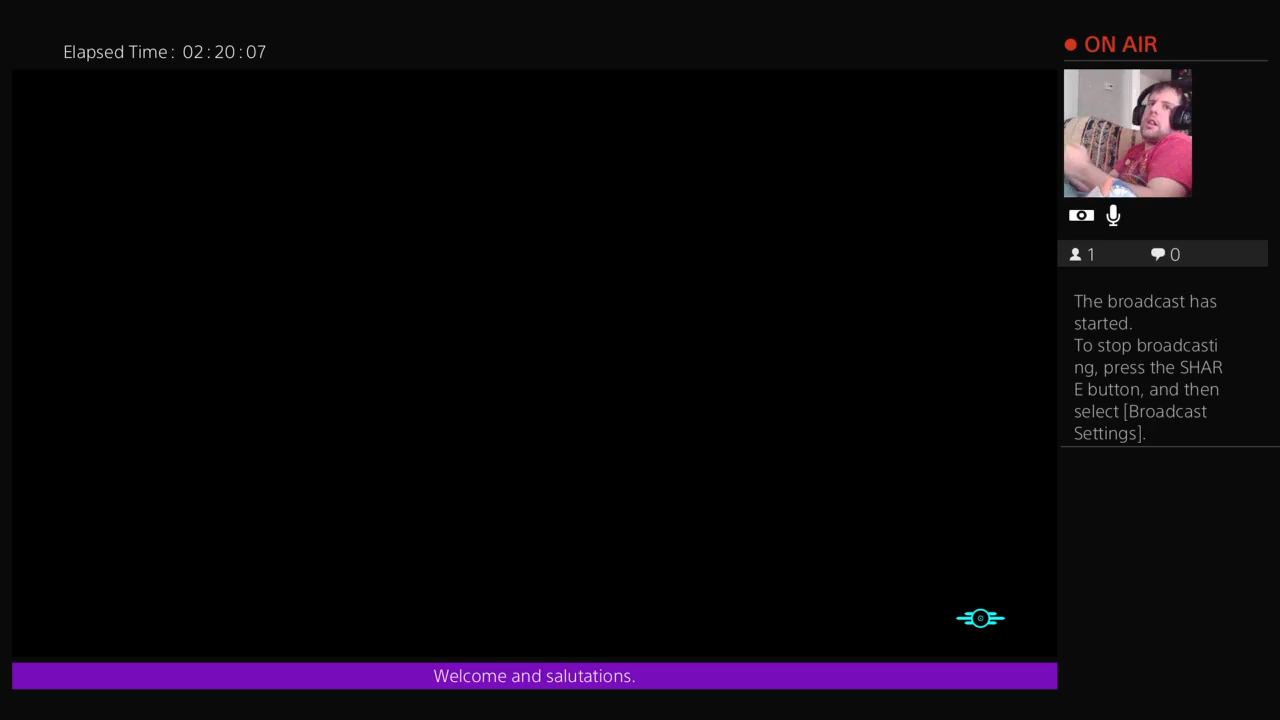 Elapsed Time: 02:20:07
ON AIR
1
0
The broadcast has
started.
To stop broadcasti
ng, press the SHAR
E button, and then
select [Broadcast
Settings].
Welcome and salutations.